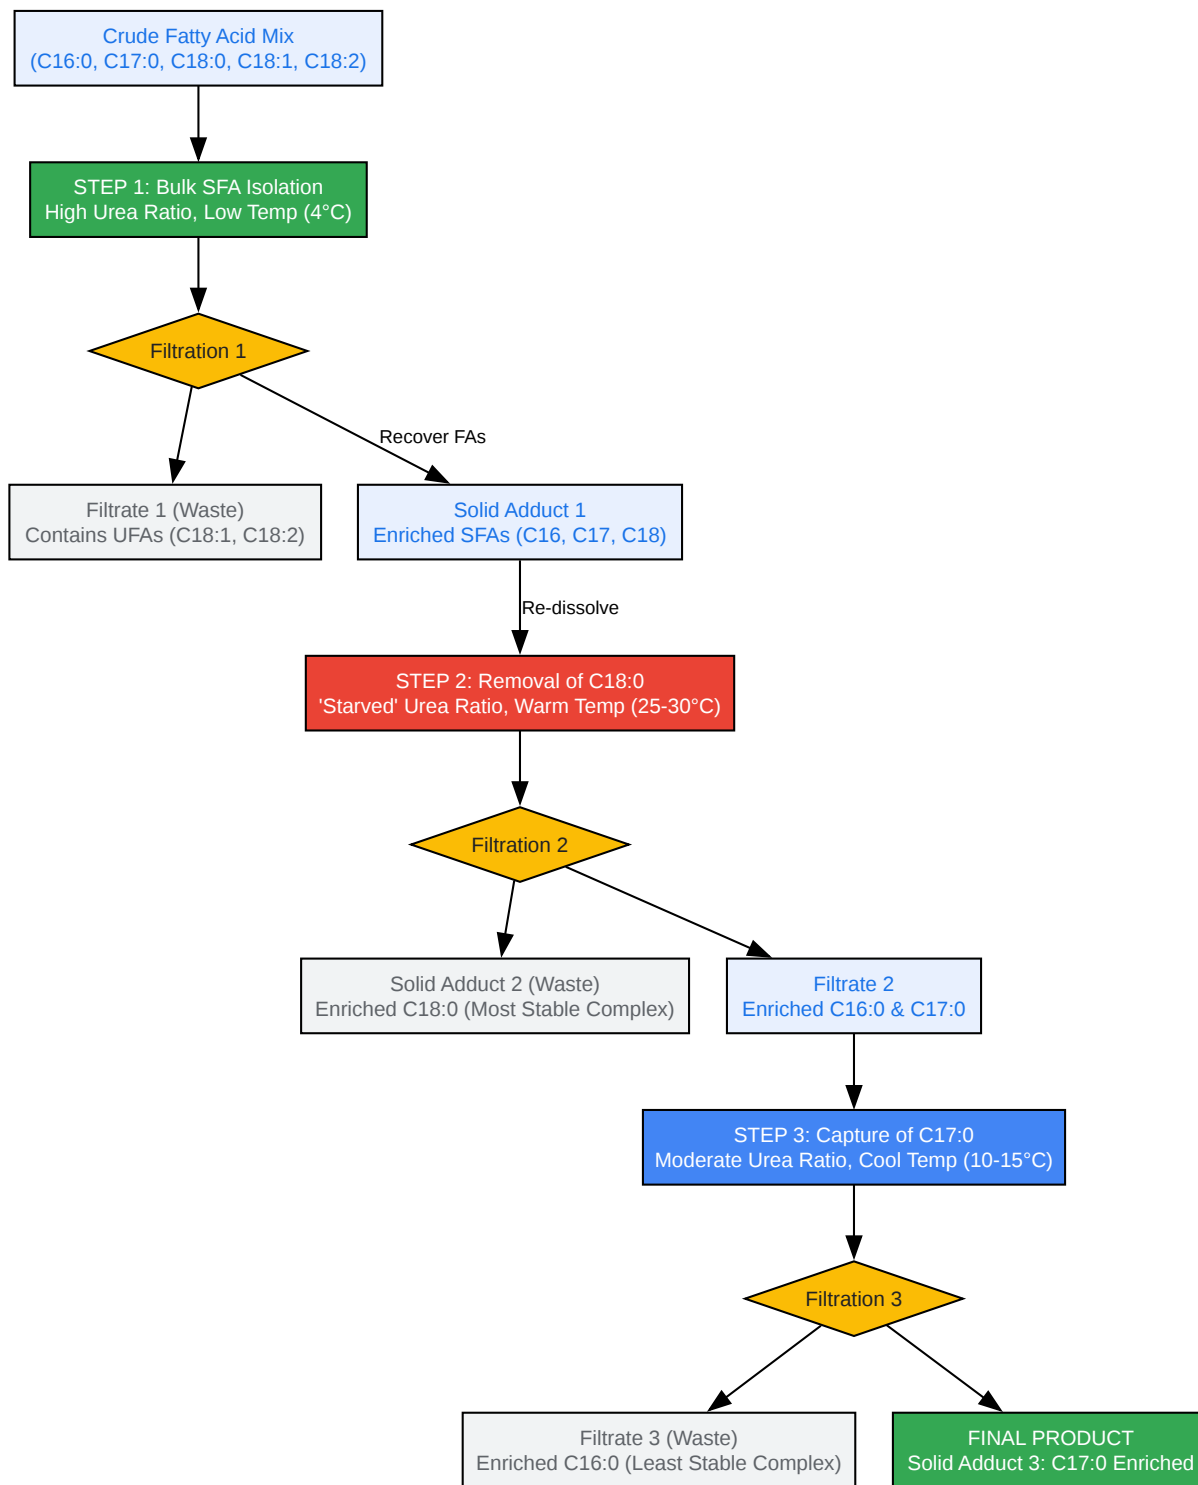 Crude Fatty Acid Mix
(C16:0, C17:0, C18:0, C18:1, C18:2)
STEP 1: Bulk SFA Isolation
High Urea Ratio, Low Temp (4°C)
Filtration 1
Recover FAs
Filtrate 1 (Waste)
Contains UFAs (C18:1, C18:2)
Solid Adduct 1
Enriched SFAs (C16, C17, C18)
Re-dissolve
STEP 2: Removal of C18:0
'Starved' Urea Ratio, Warm Temp (25-30°C)
Filtration 2
Solid Adduct 2 (Waste)
Enriched C18:0 (Most Stable Complex)
Filtrate 2
Enriched C16:0 & C17:0
STEP 3: Capture of C17:0
Moderate Urea Ratio, Cool Temp (10-15°C)
Filtration 3
Filtrate 3 (Waste)
Enriched C16:0 (Least Stable Complex)
FINAL PRODUCT
Solid Adduct 3: C17:0 Enriched